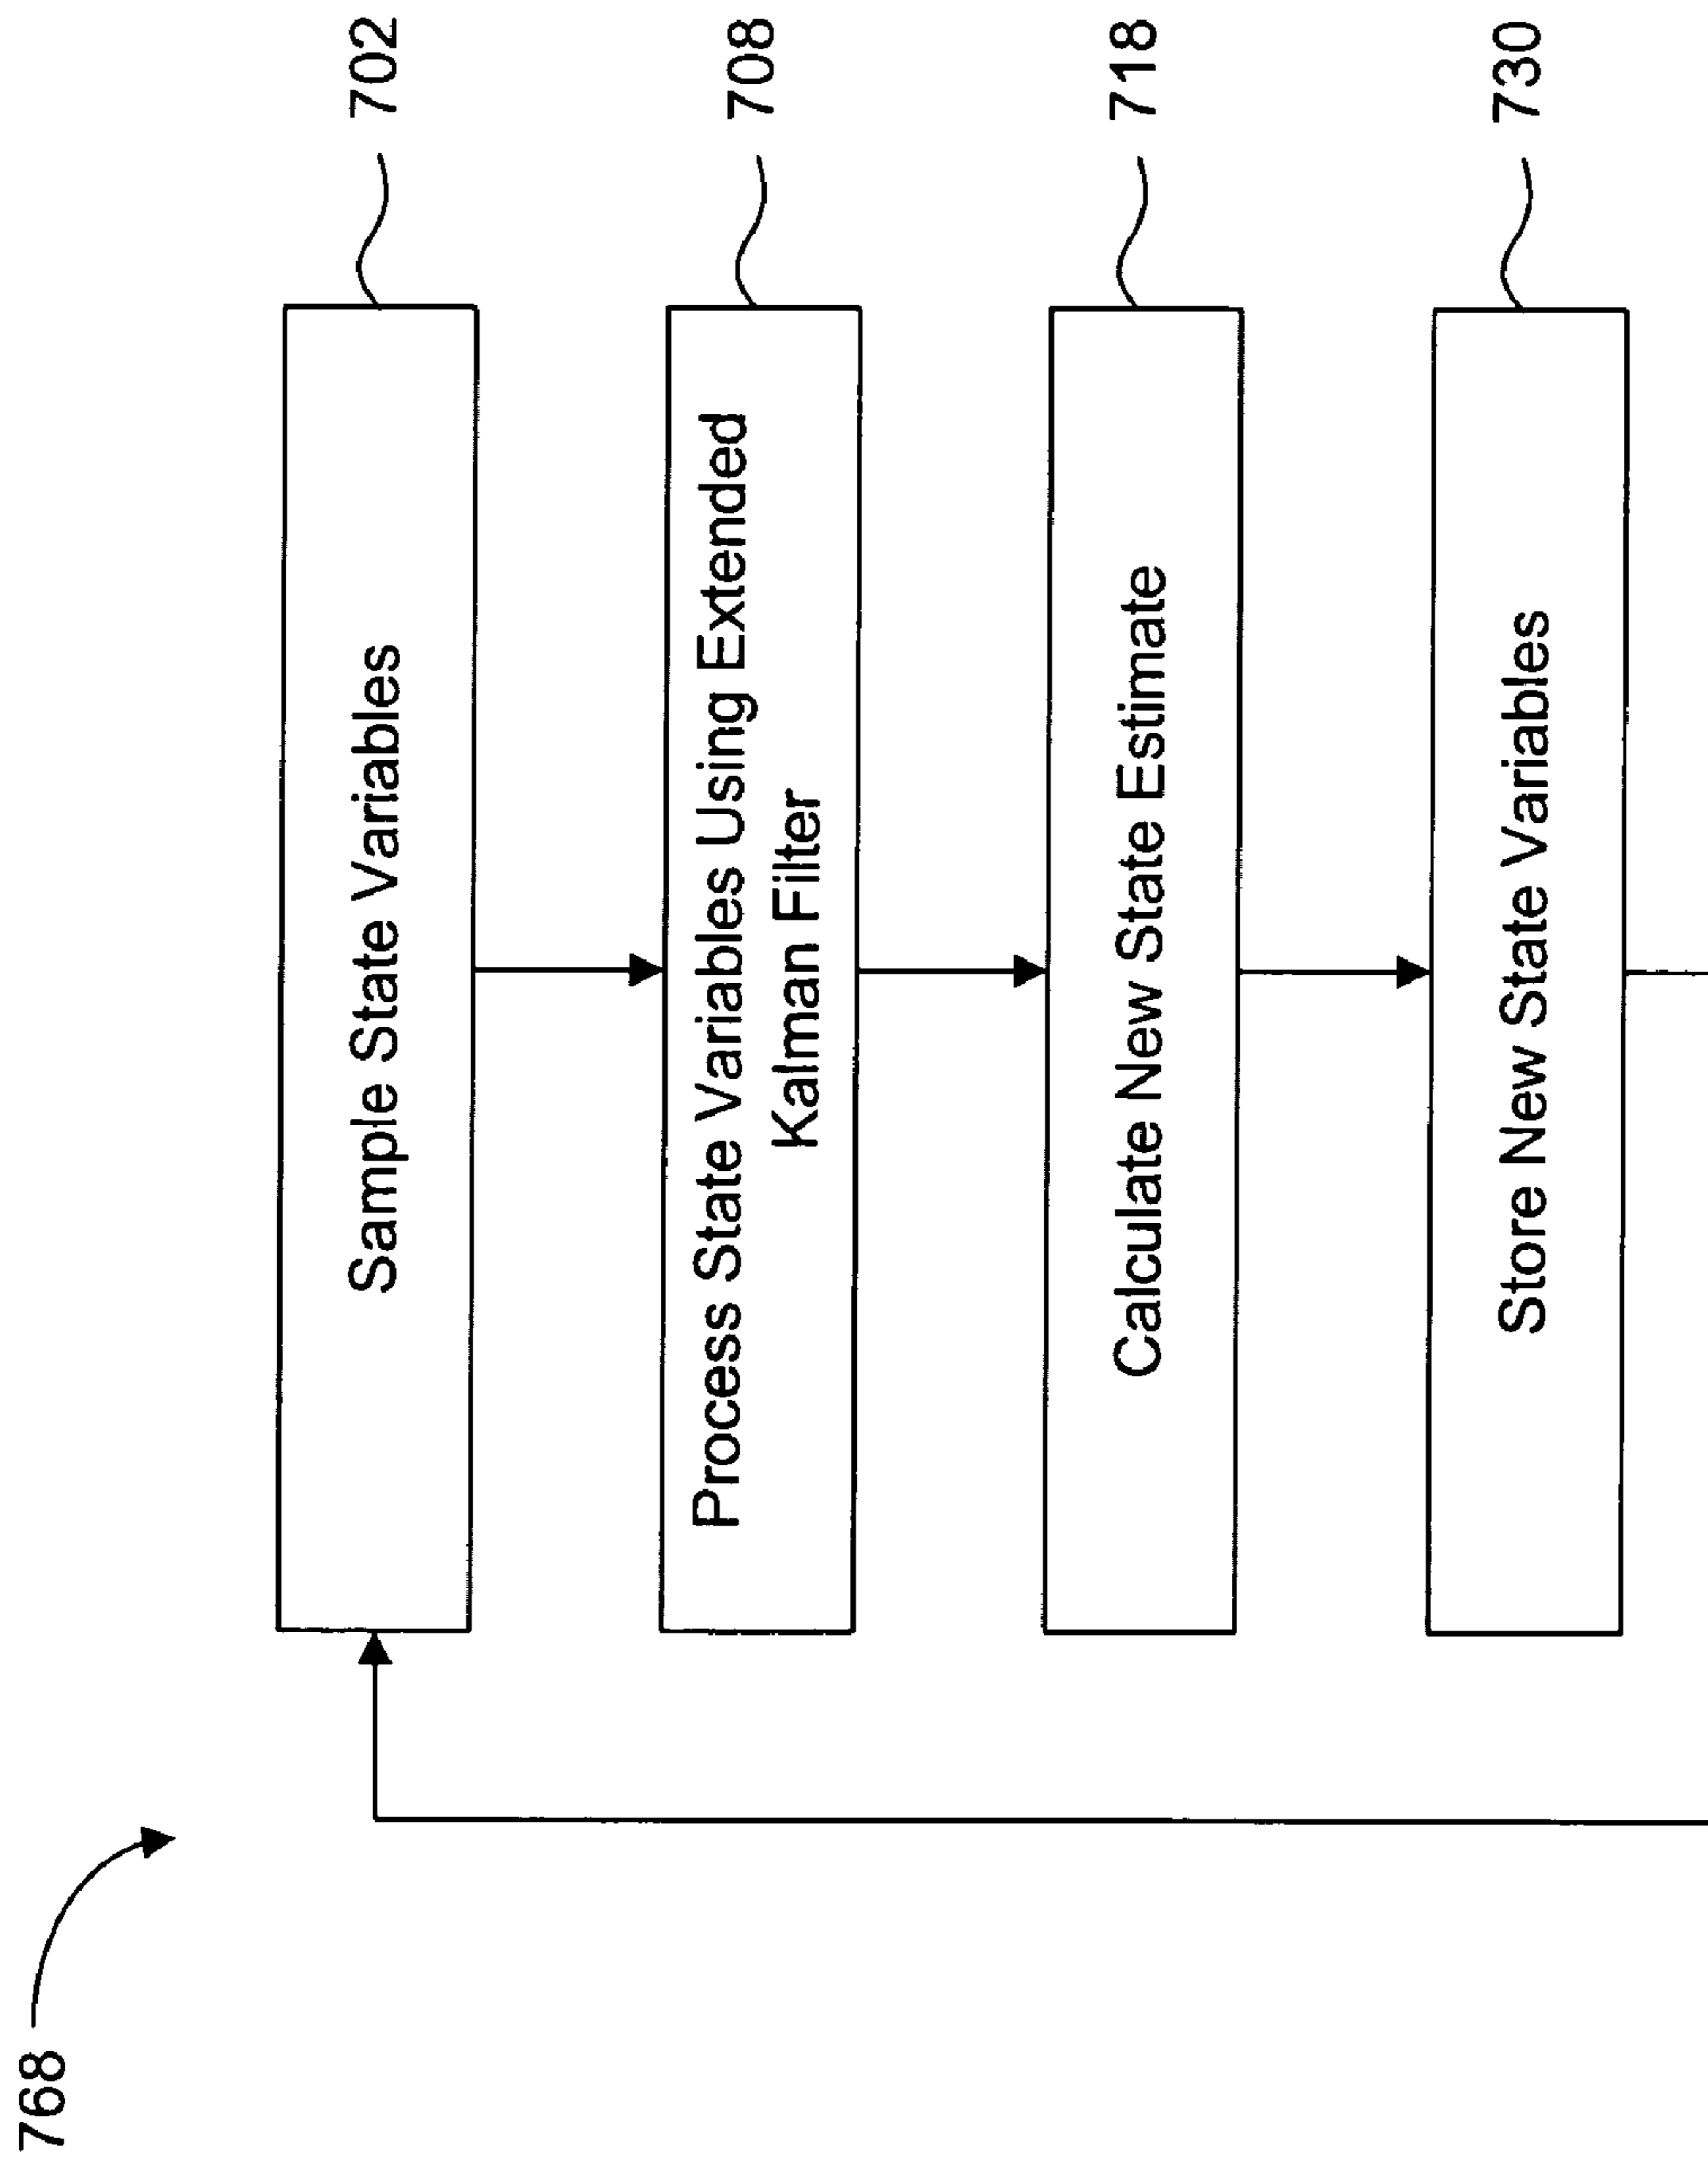 768
Sample State Variables
702
Process State Variables Using Extended
Kalman Filter
708
Calculate New State Estimate
718
Store New State Variables
730